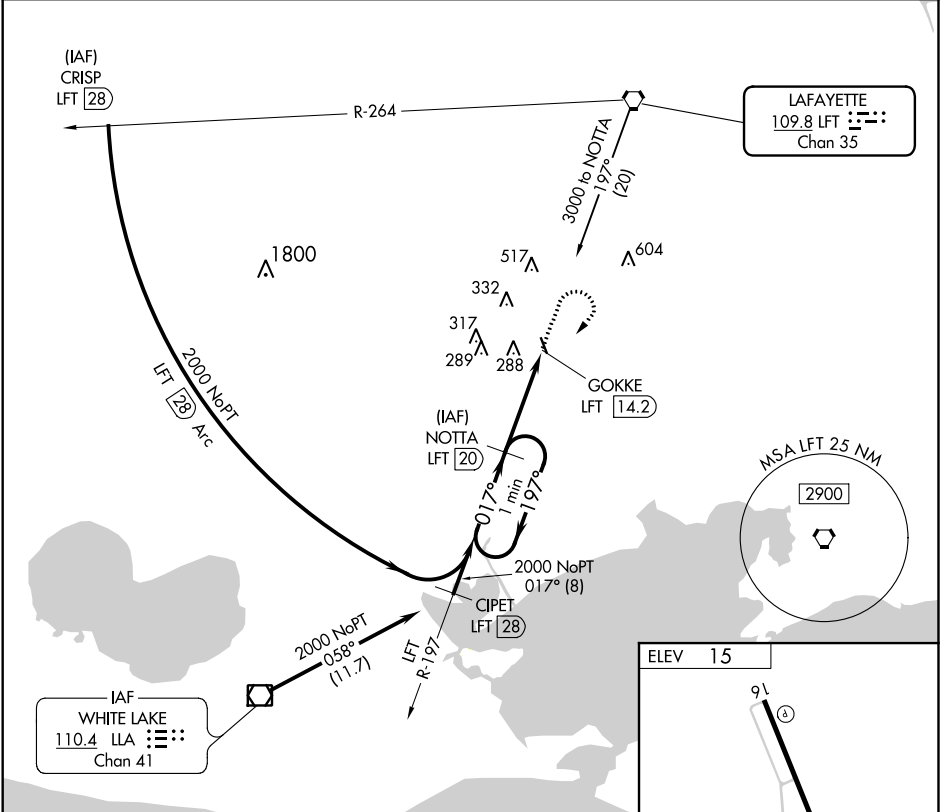 (IAF)
CRISP
LFT 28
R-264
LAFAYETTE
109.8 LFT
Chan 35
3000 to NOTTA
197°
(20)
1800
517
604
332
317
289
288
2000 NoPT
LFT 28 Arc
GOKKE
LFT 14.2
(IAF)
NOTTA
LFT 20
017°
1 min
197°
MSA LFT 25 NM
2900
2000 NoPT
017° (8)
CIPET
LFT 28
2000 NoPT
058°
(11.7)
LFT
R-197
IAF
WHITE LAKE
110.4 LLA
Chan 41
ELEV 15
16
P